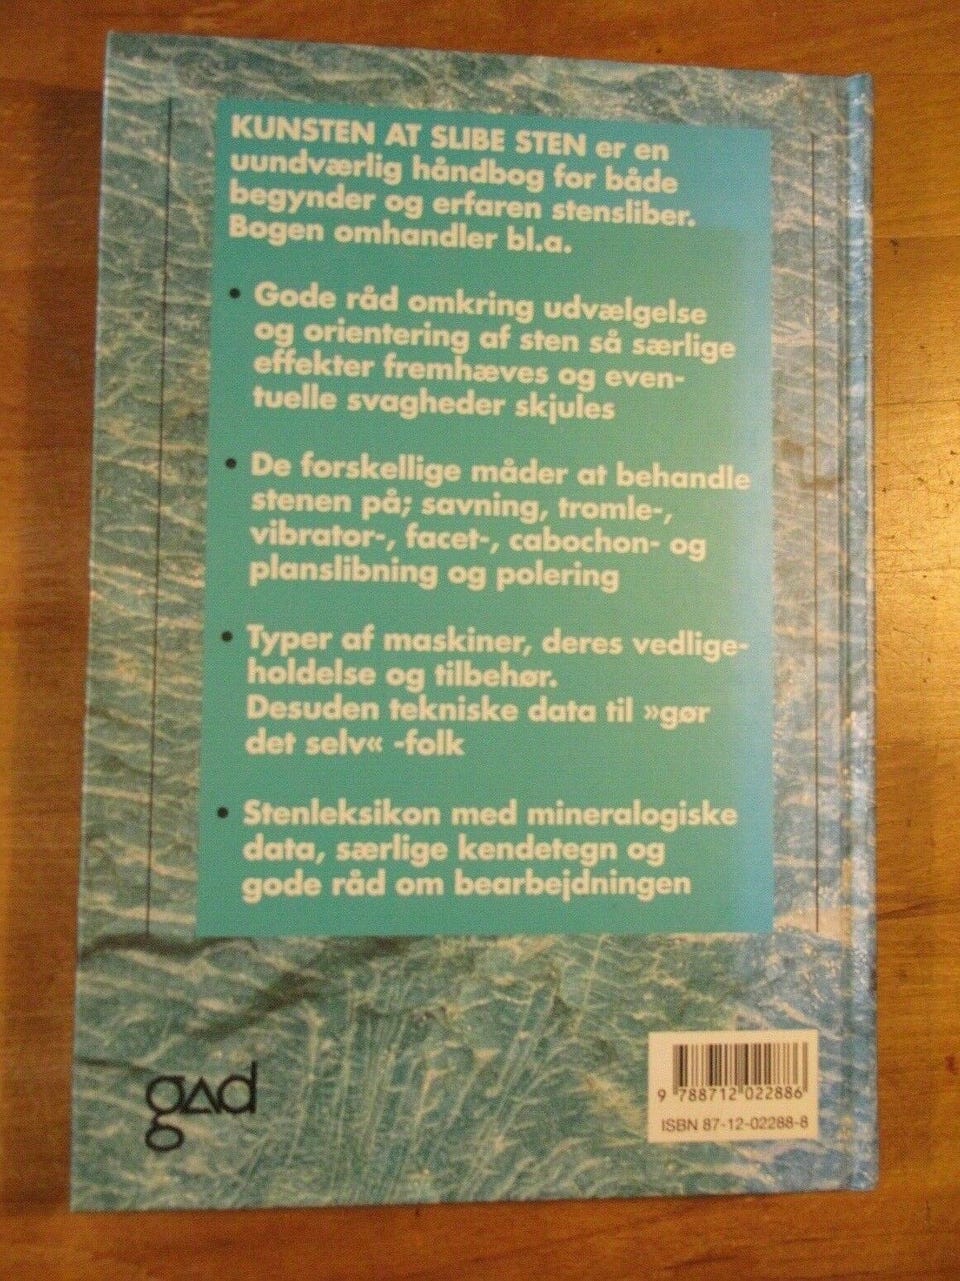 KUNSTEN AT SLIBE STEN er en
uundværlig håndbog for både
begynder og erfaren stensliber.
Bogen omhandler bl.a.
• Gode råd omkring udvælgelse
og orientering af sten så særlige
effekter fremhæves og even-
tuelle svagheder skjules
• De forskellige måder at behandle
stenen på; savning, tromle-,
vibrator-, facet-, cabochon- og
planslibning og polering
• Typer af maskiner, deres vedlige-
holdelse og tilbehør.
Desuden tekniske data til »gør
det selv« -folk
• Stenleksikon med mineralogiske
data, særlige kendetegn og
gode råd om bearbejdningen
gad
9 788712 022886
ISBN 87-12-02288-8